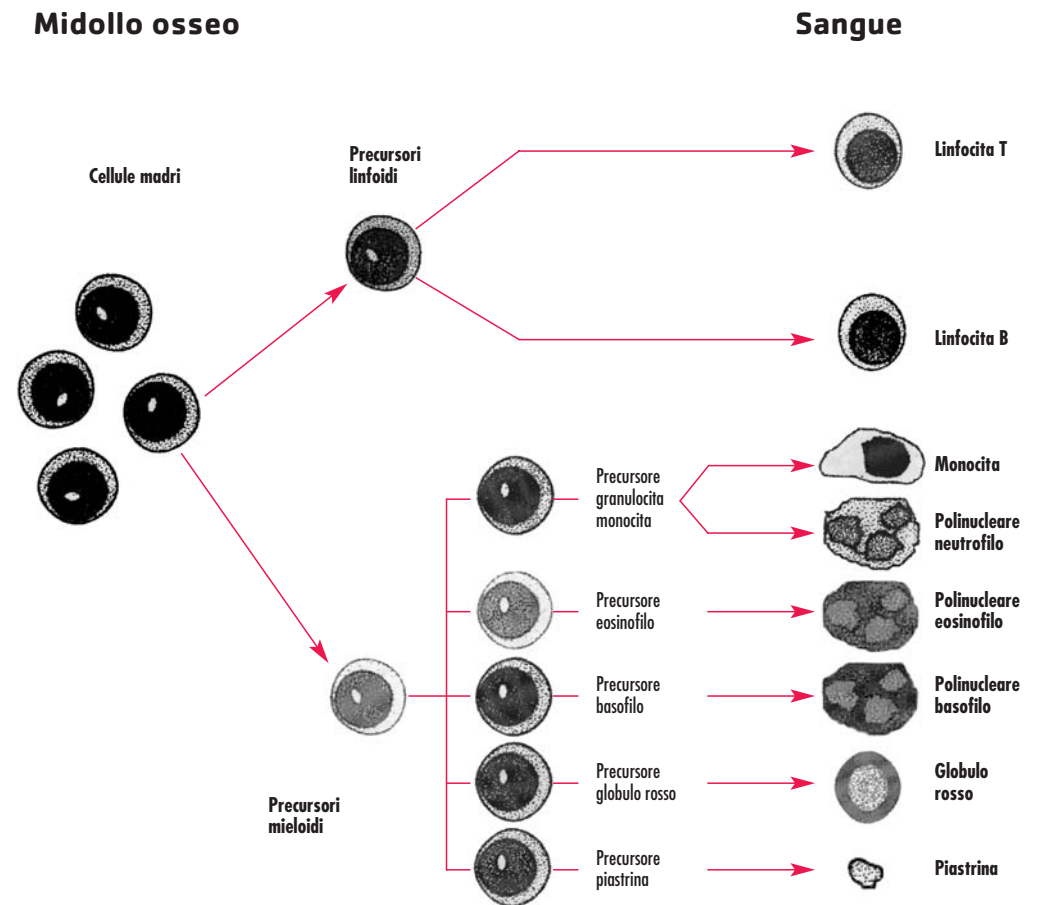 Midollo osseo
Sangue
Cellule madri
Precursori
linfoidi
Linfocita T
Linfocita B
Precursore
granulocita
monocita
Monocita
Polinucleare
neutrofilo
Precursore
eosinofilo
Polinucleare
eosinofilo
Precursore
basofilo
Polinucleare
basofilo
Precursori
mieloidi
Precursore
globulo rosso
Globulo
rosso
Precursore
piastrina
Piastrina